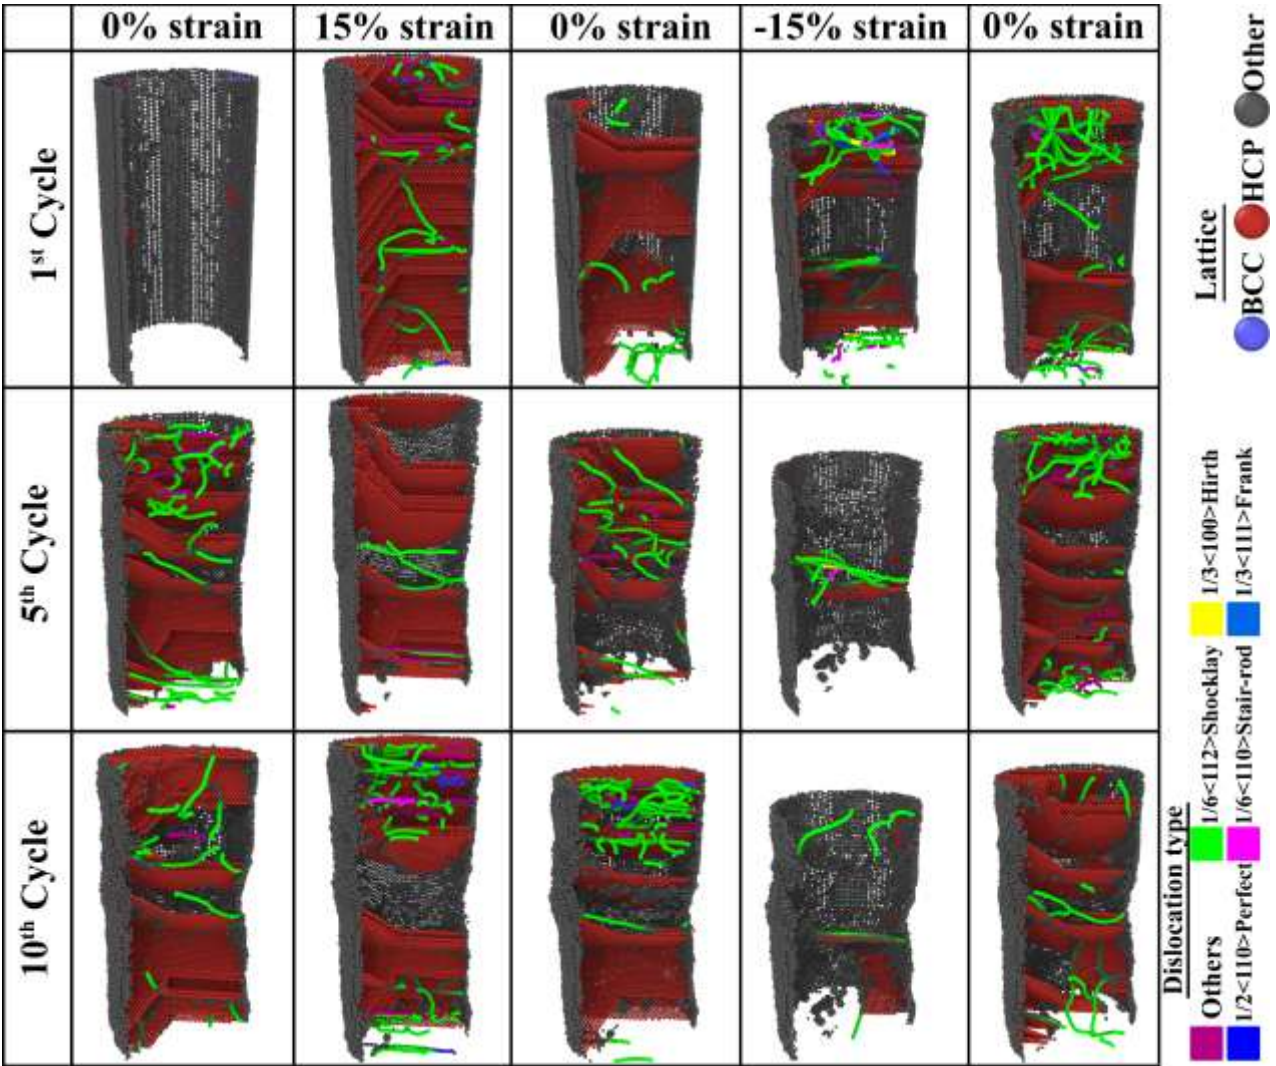 0% strain
15% strain
0% strain
-15% strain
0% strain
1st Cycle
5th Cycle
10th Cycle
Lattice
BCC HCP Other
Dislocation type
Others
1/6<112>Shocklay
1/3<100>Hirth
1/2<110>Perfect
1/6<110>Stair-rod
1/3<111>Frank